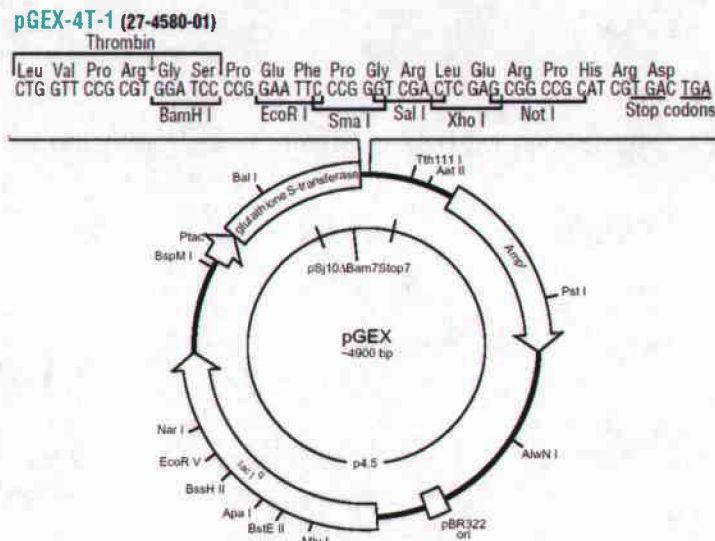 pGEX-4T-1 (27-4580-01)
Thrombin
Leu Val Pro Arg Gly Ser Pro Glu Phe Pro Gly Arg Leu Glu Arg Pro His Arg Asp
CTG GTT CCG CGT GGA TCC CCG GAA TTC CCG GGT CGA CTC GAG CGG CCG CAT CGT GAC TGA
BamH I
EcoR I
Sma I
Sal I
Xho I
Not I
Stop codons
Tth111 I
Aat II
Bal I
glutathione S-transferase
Ptac
BspM I
pSj10ΔBam7Stop7
Ampr
Pst I
pGEX
~4900 bp
Nar I
EcoR V
BssH II
Apa I
BstE II
Mlu I
lac Iq
p4.5
AlwN I
pBR322
ori